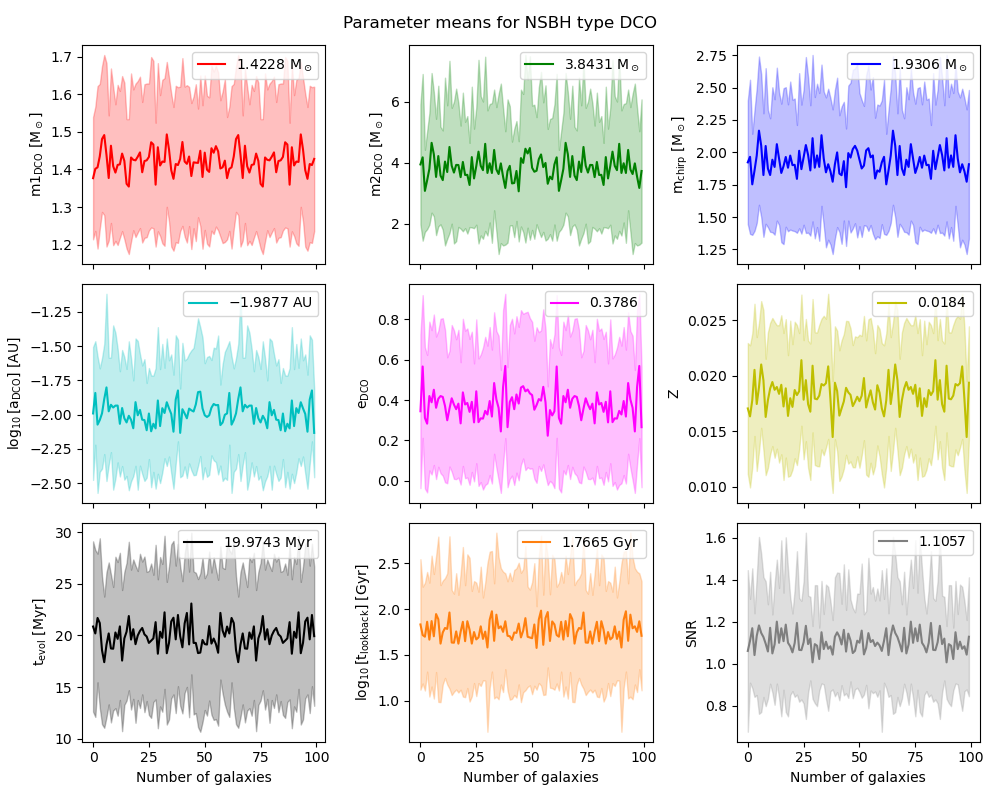 Parameter means for NSBH type DCO
m1DCO [M⊙]
1.7
1.6
1.5
1.4
1.3
1.2
1.4228 M⊙
m2DCO [M⊙]
6
4
2
3.8431 M⊙
mchirp [M⊙]
2.75
2.50
2.25
2.00
1.75
1.50
1.25
1.9306 M⊙
log10 [aDCO] [AU]
−1.25
−1.50
−1.75
−2.00
−2.25
−2.50
−1.9877 AU
eDCO
0.8
0.6
0.4
0.2
0.0
0.3786
Z
0.025
0.020
0.015
0.010
0.0184
tevol [Myr]
30
25
20
15
10
19.9743 Myr
0 25 50 75 100
Number of galaxies
log10 [tlookback] [Gyr]
2.5
2.0
1.5
1.0
1.7665 Gyr
0 25 50 75 100
Number of galaxies
SNR
1.6
1.4
1.2
1.0
0.8
1.1057
0 25 50 75 100
Number of galaxies